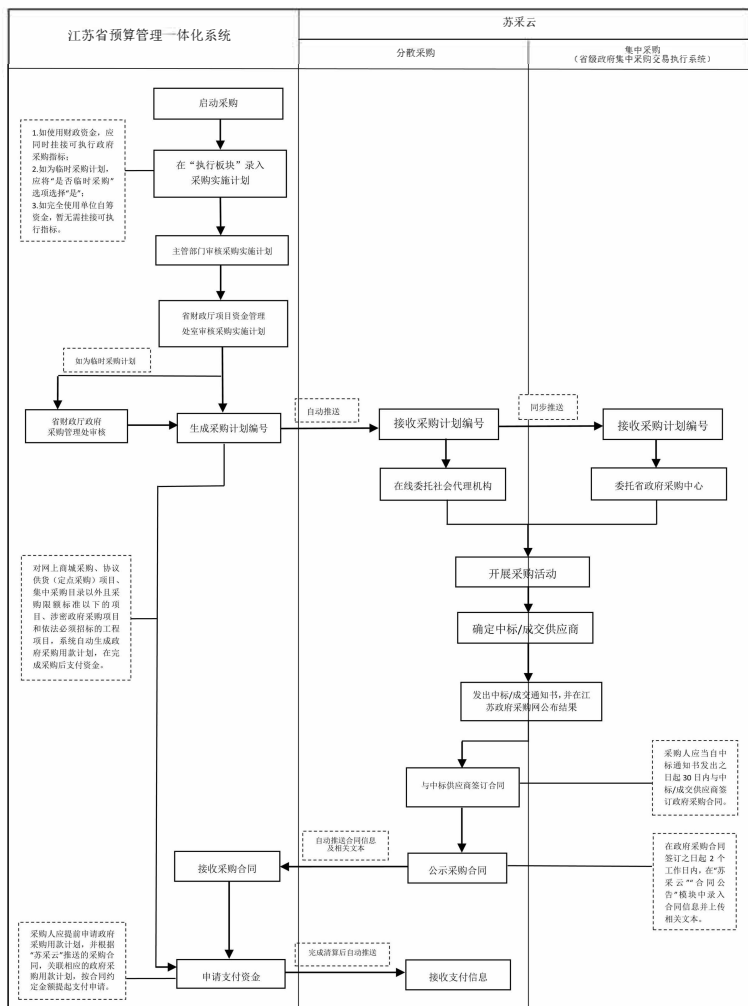 江苏省预算管理一体化系统
苏采云
分散采购
集中采购
（省级政府集中采购交易执行系统）
启动采购
1.如使用财政资金，应
同时挂接可执行政府
采购指标；
2.如为临时采购计划，
应将“是否临时采购”
选项选择“是”；
3.如完全使用单位自筹
资金，暂无需挂接可执
行指标。
在“执行板块”录入
采购实施计划
主管部门审核采购实施计划
省财政厅项目资金管理
处室审核采购实施计划
如为临时采购计划
省财政厅政府
采购管理处审核
生成采购计划编号
自动推送
接收采购计划编号
同步推送
接收采购计划编号
在线委托社会代理机构
委托省政府采购中心
开展采购活动
对网上商城采购、协议
供货（定点采购）项目、
集中采购目录以外且采
购限额标准以下的项
目、涉密政府采购项目
和依法必须招标的工程
项目，系统自动生成政
府采购用款计划，在完
成采购后支付资金。
确定中标/成交供应商
发出中标/成交通知书，并在江
苏政府采购网公布结果
与中标供应商签订合同
采购人应当自中
标通知书发出之
日起 30 日内与中
标/成交供应商签
订政府采购合同。
自动推送合同信息
及相关文本
接收采购合同
公示采购合同
在政府采购合同
签订之日起 2 个
工作日内，在“苏
采云”“合同公
告”模块中录入
合同信息并上传
相关文本。
采购人应提前申请政府
采购用款计划，并根据
“苏采云”推送的采购合
同，关联相应的政府采
购用款计划，按合同约
定金额提起支付申请。
申请支付资金
完成清算后自动推送
接收支付信息